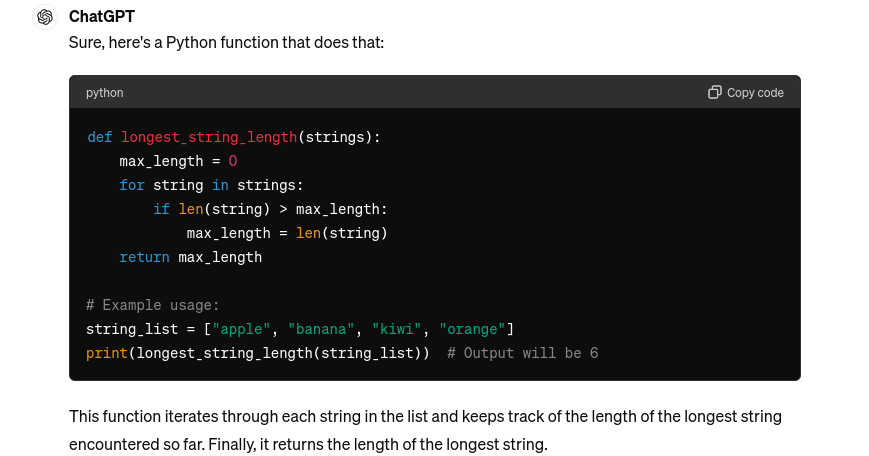 ChatGPT
Sure, here's a Python function that does that:
python
Copy code
def longest_string_length(strings):
    max_length = 0
    for string in strings:
        if len(string) > max_length:
            max_length = len(string)
    return max_length

# Example usage:
string_list = ["apple", "banana", "kiwi", "orange"]
print(longest_string_length(string_list))  # Output will be 6
This function iterates through each string in the list and keeps track of the length of the longest string
encountered so far. Finally, it returns the length of the longest string.